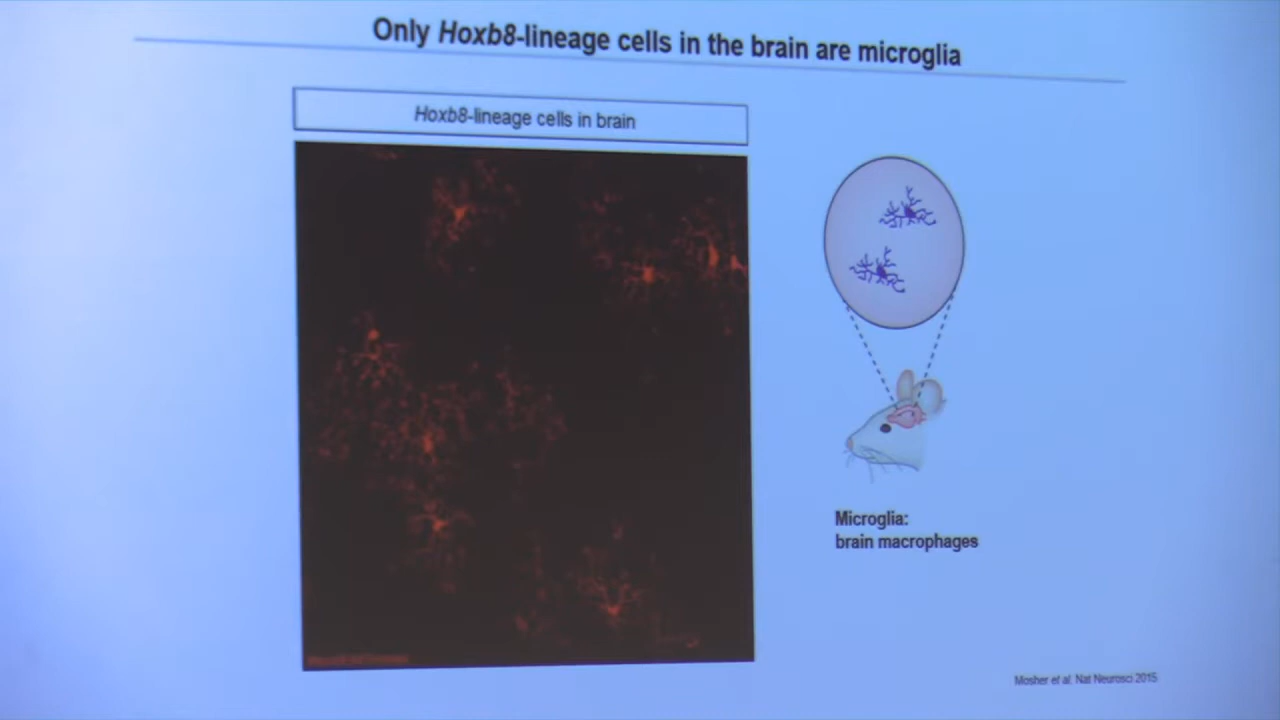 Only Hoxb8-lineage cells in the brain are microglia
Hoxb8-lineage cells in brain
Microglia:
brain macrophages
Mosher et al. Nat Neurosci 2015